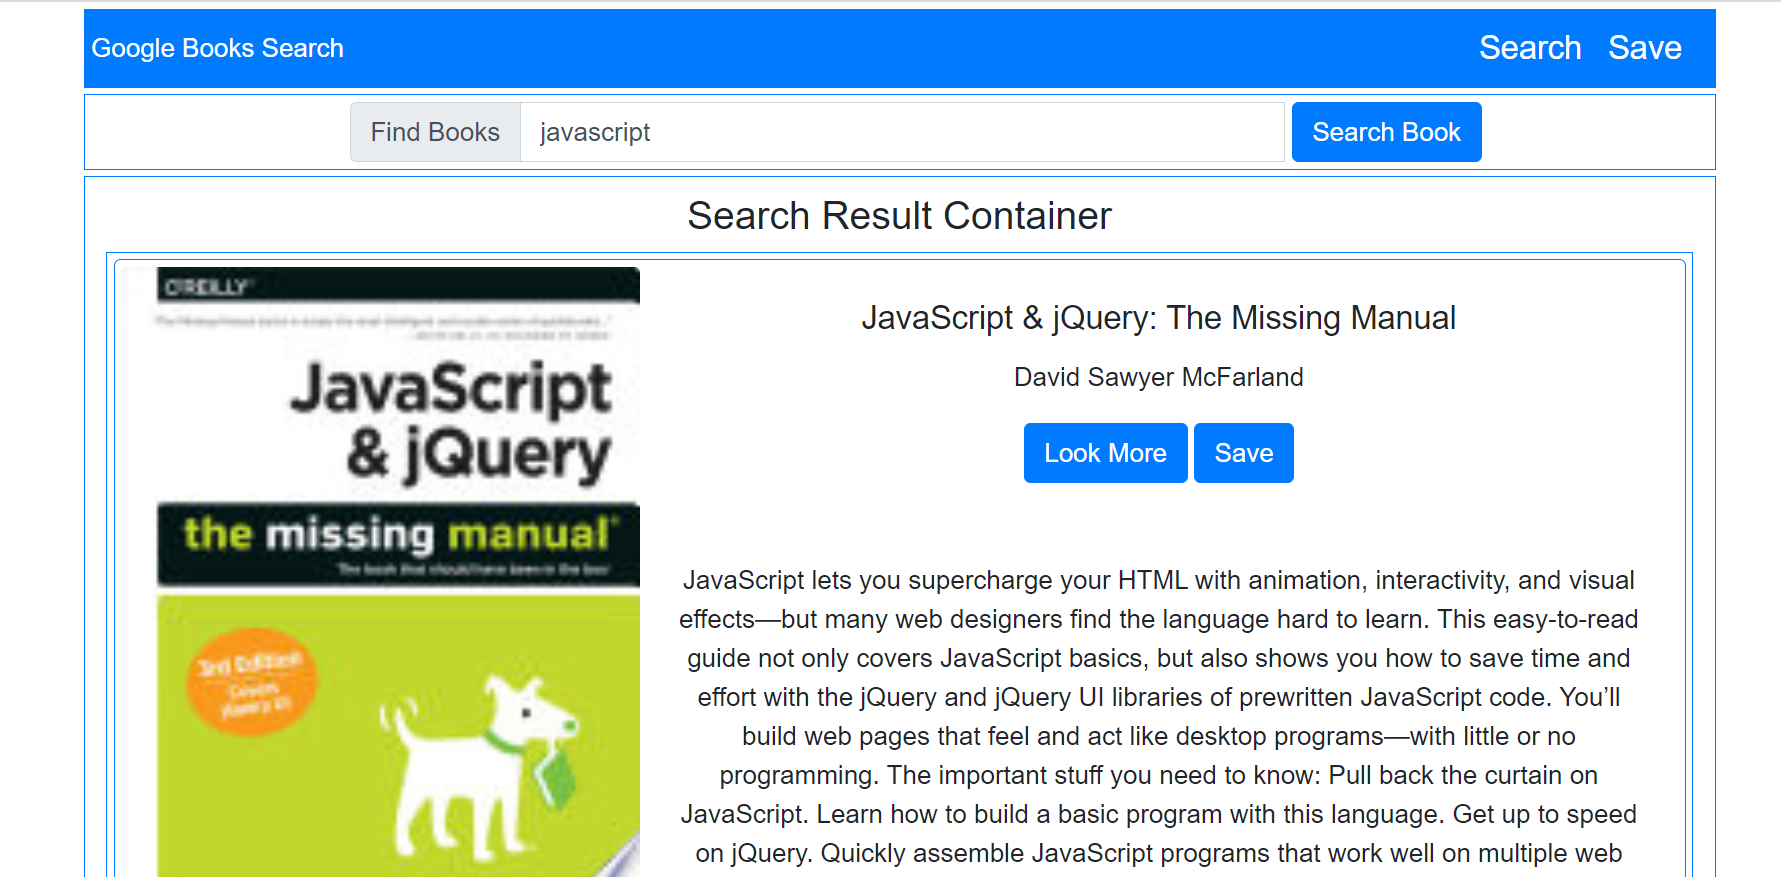 Google Books Search
Search Save
Find Books javascript Search Book
Search Result Container
O'REILLY
JavaScript
& jQuery
the missing manual
The book that should have been in the box
3rd Edition
Covers
jQuery UI
JavaScript & jQuery: The Missing Manual
David Sawyer McFarland
Look More Save
JavaScript lets you supercharge your HTML with animation, interactivity, and visual
effects—but many web designers find the language hard to learn. This easy-to-read
guide not only covers JavaScript basics, but also shows you how to save time and
effort with the jQuery and jQuery UI libraries of prewritten JavaScript code. You’ll
build web pages that feel and act like desktop programs—with little or no
programming. The important stuff you need to know: Pull back the curtain on
JavaScript. Learn how to build a basic program with this language. Get up to speed
on jQuery. Quickly assemble JavaScript programs that work well on multiple web